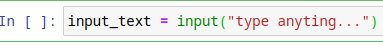 In [ ]: input_text = input("type anyting...")